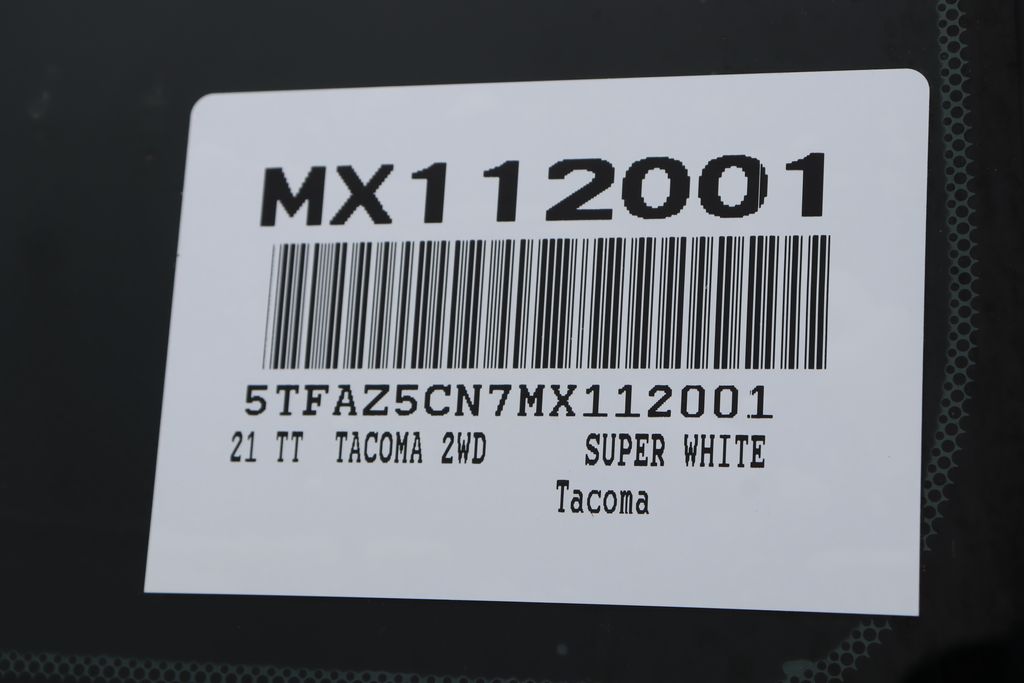 MX112001
5TFAZ5CN7MX112001
21 TT TACOMA 2WD SUPER WHITE
Tacoma